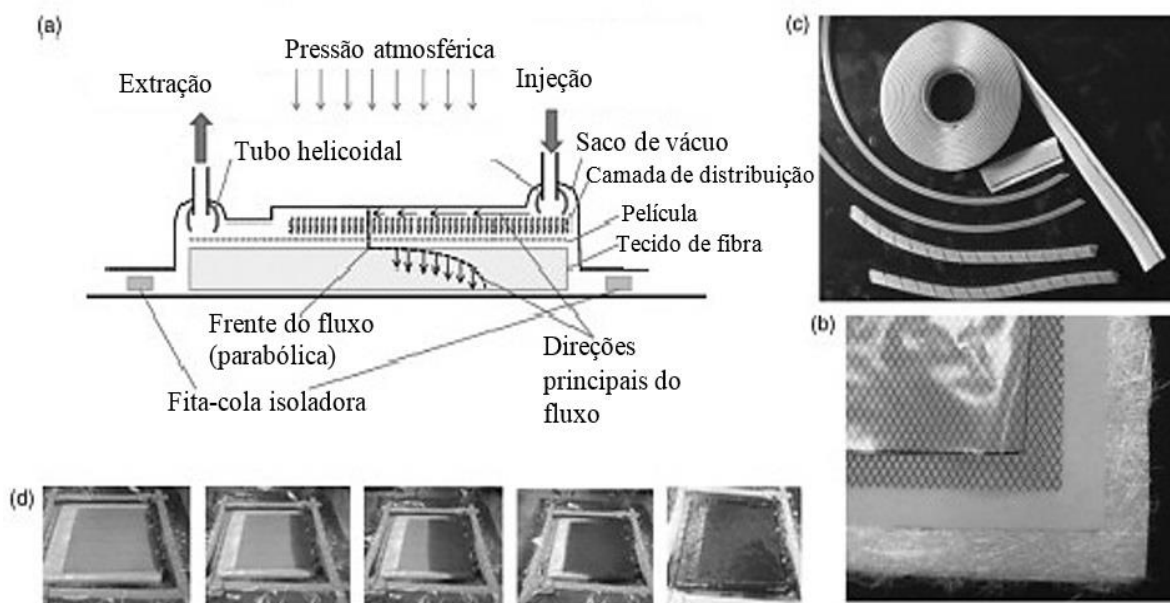 (a)
Pressão atmosférica
Extração
Injeção
Tubo helicoidal
Saco de vácuo
Camada de distribuição
Película
Tecido de fibra
Frente do fluxo
(parabólica)
Direções
principais do
fluxo
Fita-cola isoladora
(c)
(b)
(d)